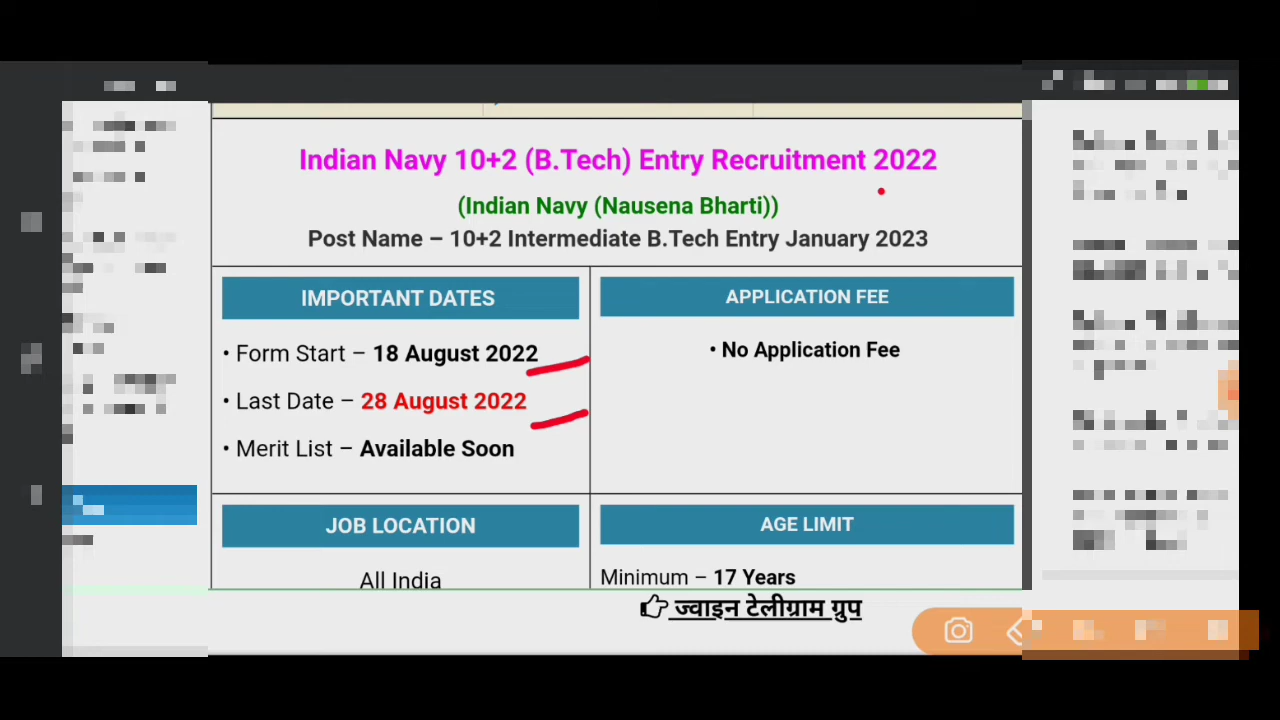 Indian Navy 10+2 (B.Tech) Entry Recruitment 2022
(Indian Navy (Nausena Bharti))
Post Name – 10+2 Intermediate B.Tech Entry January 2023
IMPORTANT DATES
• Form Start – 18 August 2022
• Last Date – 28 August 2022
• Merit List – Available Soon
APPLICATION FEE
• No Application Fee
JOB LOCATION
All India
AGE LIMIT
Minimum – 17 Years
ज्वाइन टेलीग्राम ग्रुप